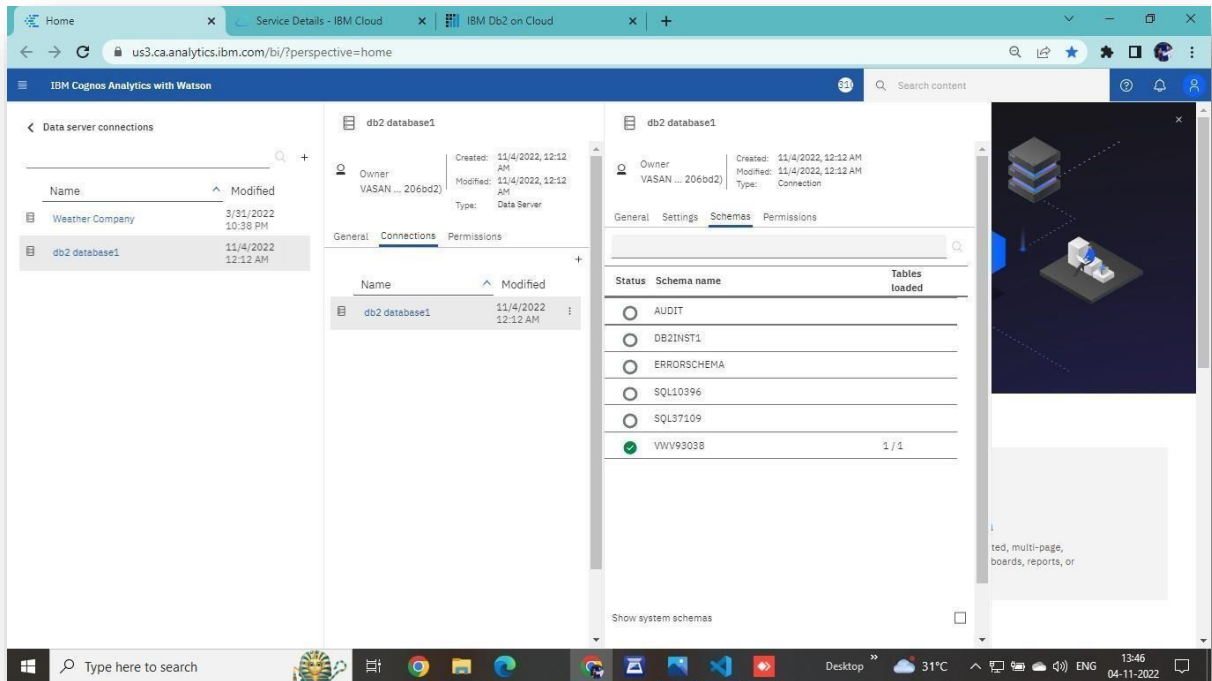 Home
Service Details - IBM Cloud
IBM Db2 on Cloud
us3.ca.analytics.ibm.com/bi/?perspective=home
IBM Cognos Analytics with Watson
Search content
Data server connections
Name Modified
Weather Company 3/31/2022
10:38 PM
db2 database1 11/4/2022
12:12 AM
db2 database1
Owner
VASAN ... 206bd2)
Created: 11/4/2022, 12:12
AM
Modified: 11/4/2022, 12:12
AM
Type: Data Server
General Connections Permissions
Name Modified
db2 database1 11/4/2022
12:12 AM
db2 database1
Owner
VASAN ... 206bd2)
Created: 11/4/2022, 12:12 AM
Modified: 11/4/2022, 12:12 AM
Type: Connection
General Settings Schemas Permissions
Status Schema name Tables
loaded
AUDIT
DB2INST1
ERRORSCHEMA
SQL10396
SQL37109
VWV93038 1 / 1
Show system schemas
ted, multi-page,
boards, reports, or
Type here to search
Desktop
31°C
ENG
13:46
04-11-2022